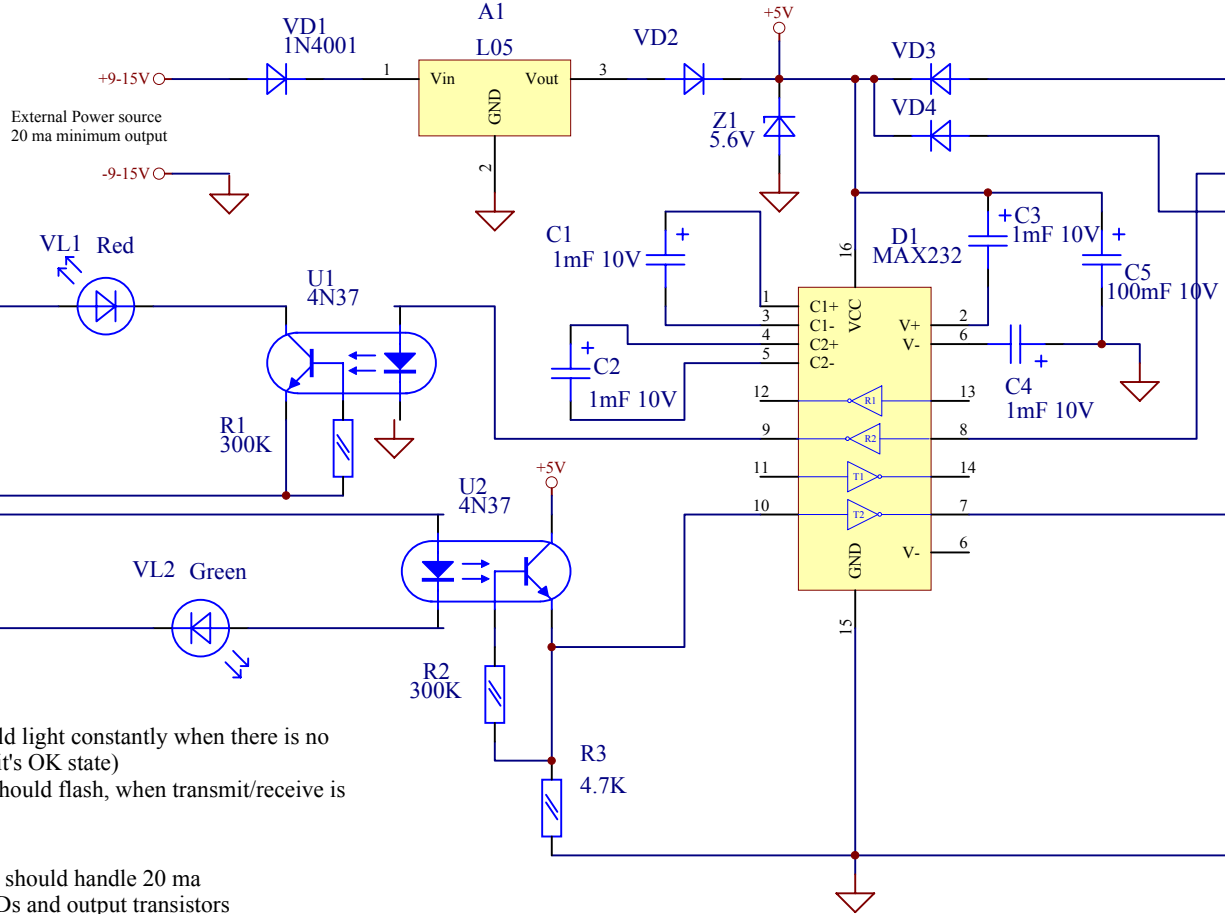 A1
+5V
VD1
1N4001
L05
VD2
VD3
+9-15V
1
Vin
Vout
3
GND
2
VD4
External Power source
20 ma minimum output
Z1
5.6V
-9-15V
VL1 Red
C1
1mF 10V
D1
MAX232
+C3
1mF 10V
+
+
C5
100mF 10V
U1
4N37
16
1
3
4
5
C1+
C1-
C2+
C2-
VCC
V+
V-
2
6
+
C2
1mF 10V
+
C4
1mF 10V
R1
300K
12
R1
13
9
R2
8
11
T1
14
10
T2
7
GND
V-
6
15
U2
4N37
+5V
VL2 Green
R2
300K
R3
4.7K
ld light constantly when there is no
it's OK state)
hould flash, when transmit/receive is
should handle 20 ma
Ds and output transistors